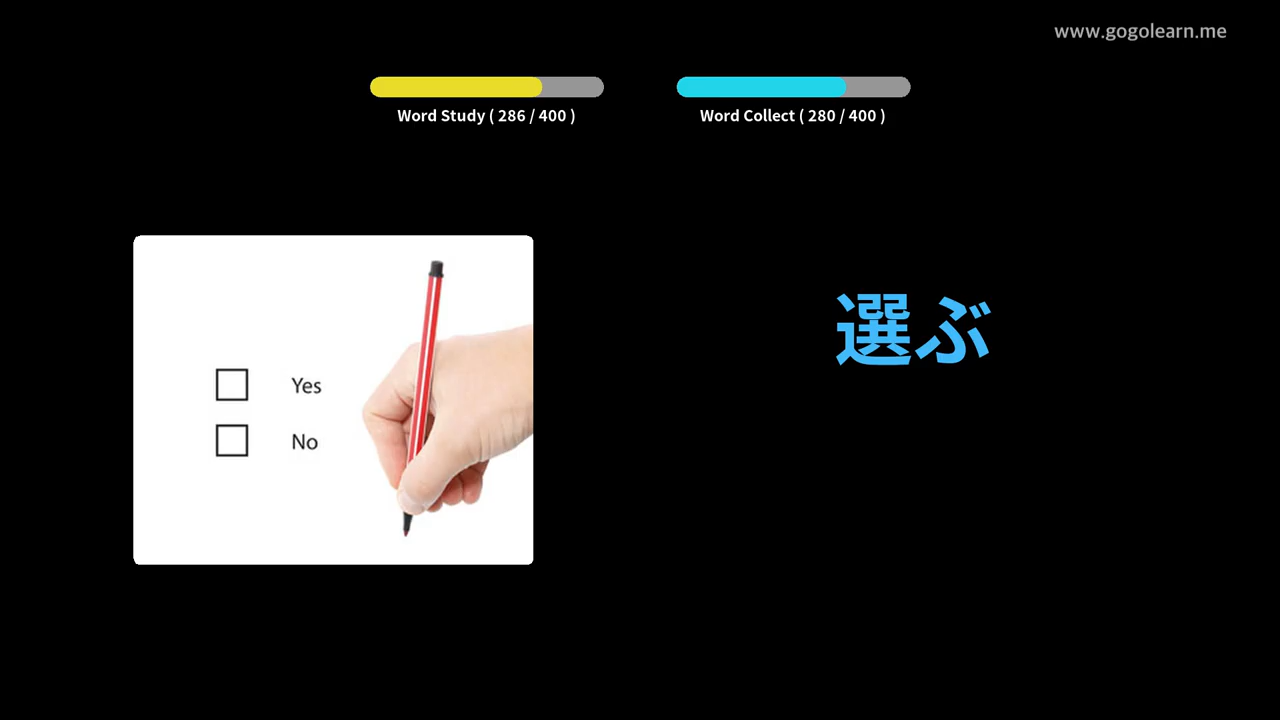 www.gogolearn.me
Word Study ( 286 / 400 )
Word Collect ( 280 / 400 )
Yes
No
選ぶ